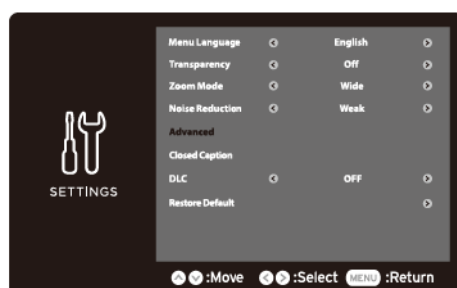 Menu Language English
Transparency Off
Zoom Mode Wide
Noise Reduction Weak
Advanced
Closed Caption
DLC OFF
Restore Default
SETTINGS
:Move :Select MENU :Return